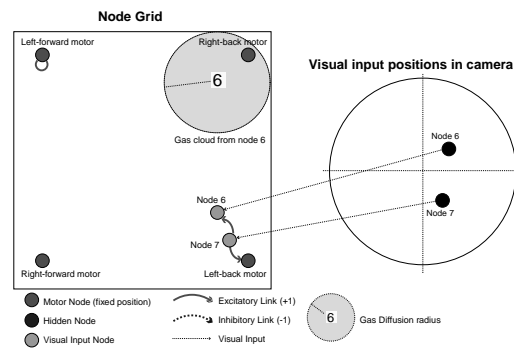 Node Grid
Left-forward motor
Right-back motor
6
Gas cloud from node 6
Visual input positions in camera
Node 6
Node 7
Node 6
Node 7
Right-forward motor
Left-back motor
Motor Node (fixed position)
Excitatory Link (+1)
Hidden Node
Inhibitory Link (-1)
6
Gas Diffusion radius
Visual Input Node
Visual Input